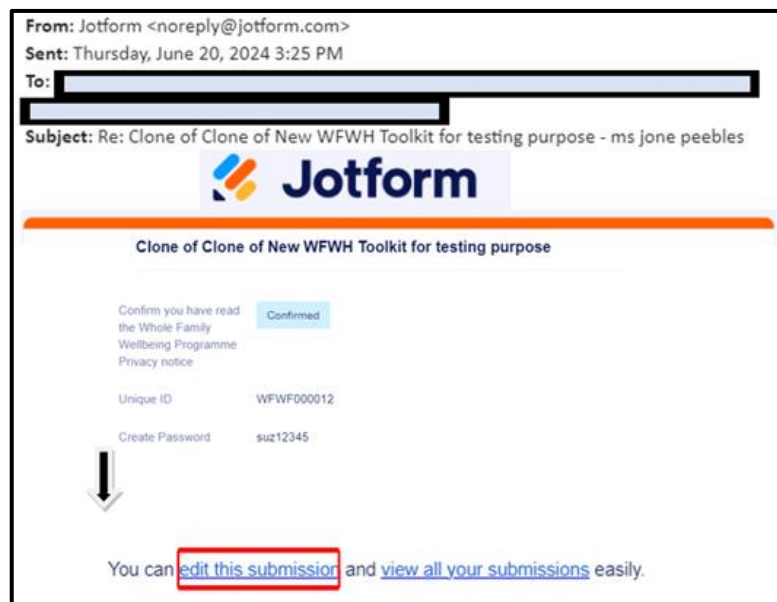 From: Jotform <noreply@jotform.com>
Sent: Thursday, June 20, 2024 3:25 PM
To:
Subject: Re: Clone of Clone of New WFWH Toolkit for testing purpose - ms jone peebles
Jotform
Clone of Clone of New WFWH Toolkit for testing purpose
Confirm you have read
the Whole Family
Wellbeing Programme
Privacy notice
Confirmed
Unique ID WFWF000012
Create Password suz12345
You can edit this submission and view all your submissions easily.